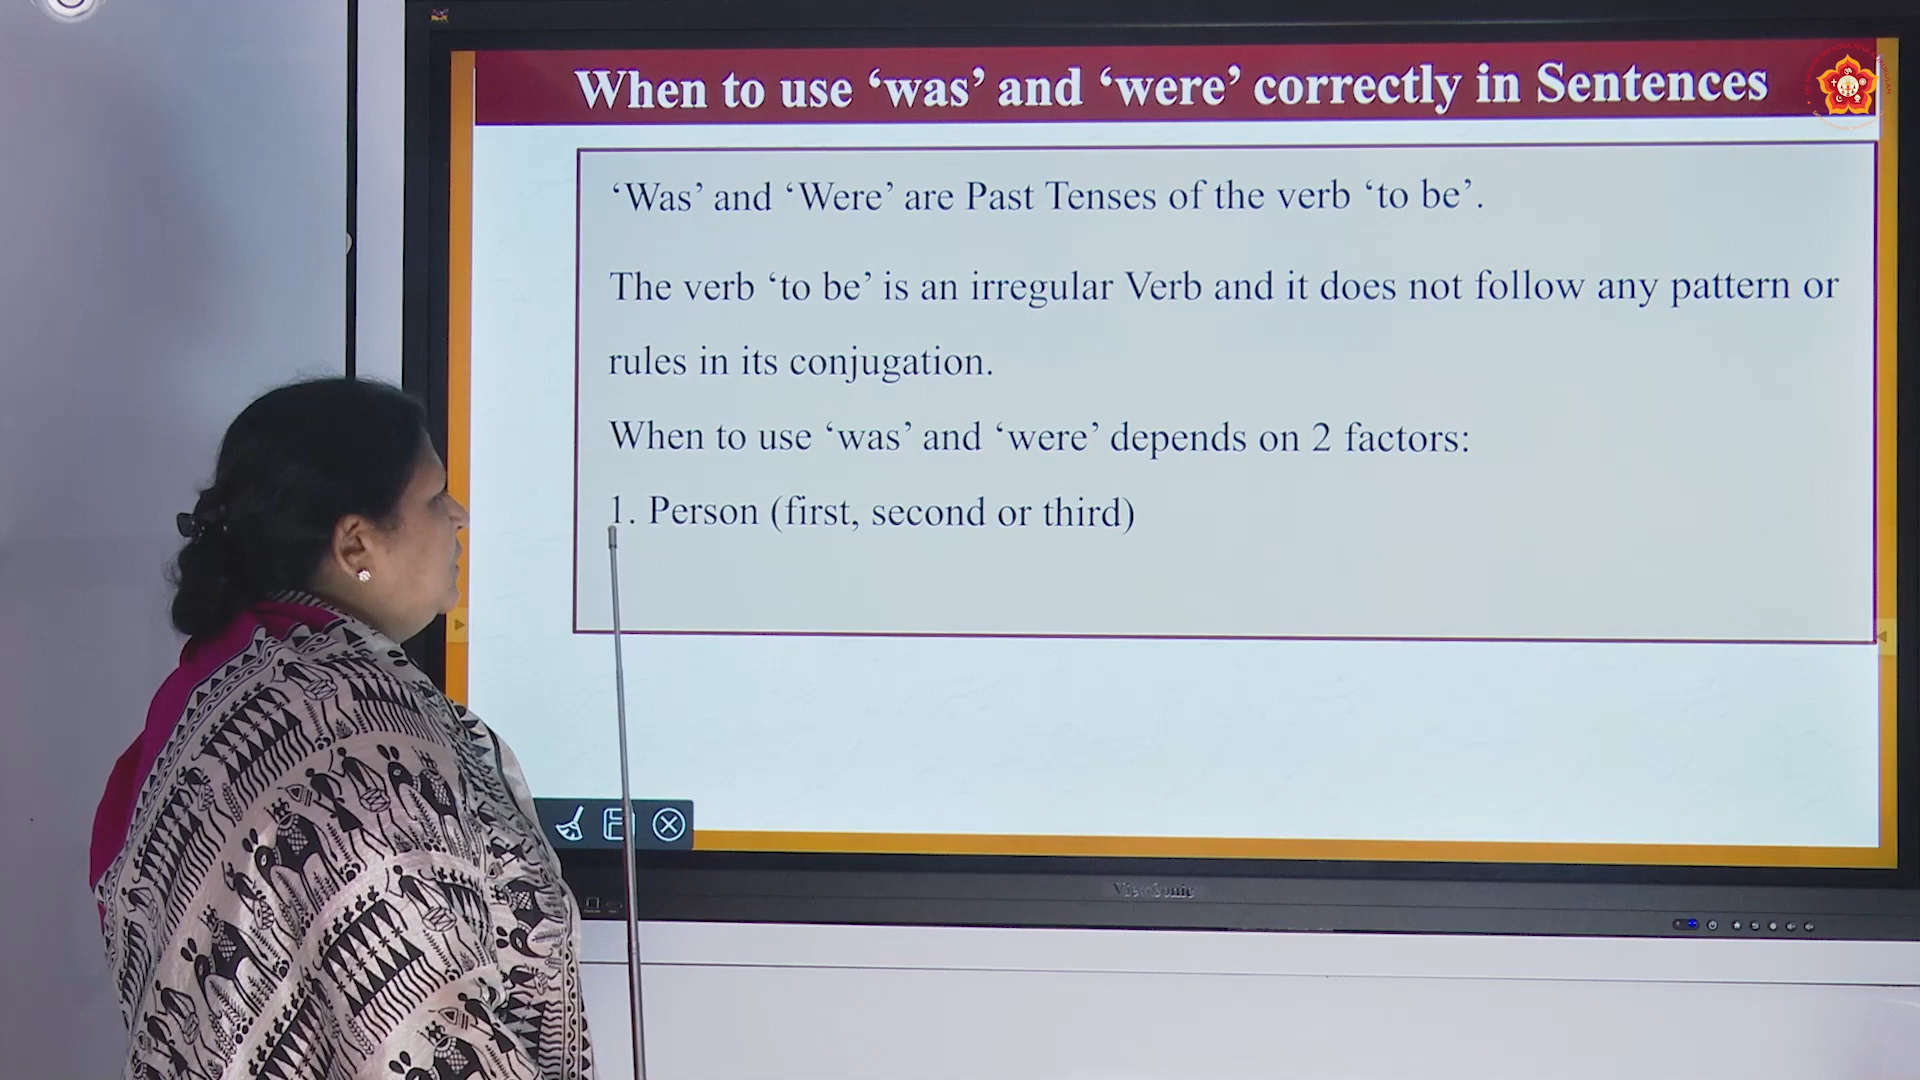 When to use ‘was’ and ‘were’ correctly in Sentences
‘Was’ and ‘Were’ are Past Tenses of the verb ‘to be’.
The verb ‘to be’ is an irregular Verb and it does not follow any pattern or
rules in its conjugation.
When to use ‘was’ and ‘were’ depends on 2 factors:
1. Person (first, second or third)
ViewSonic